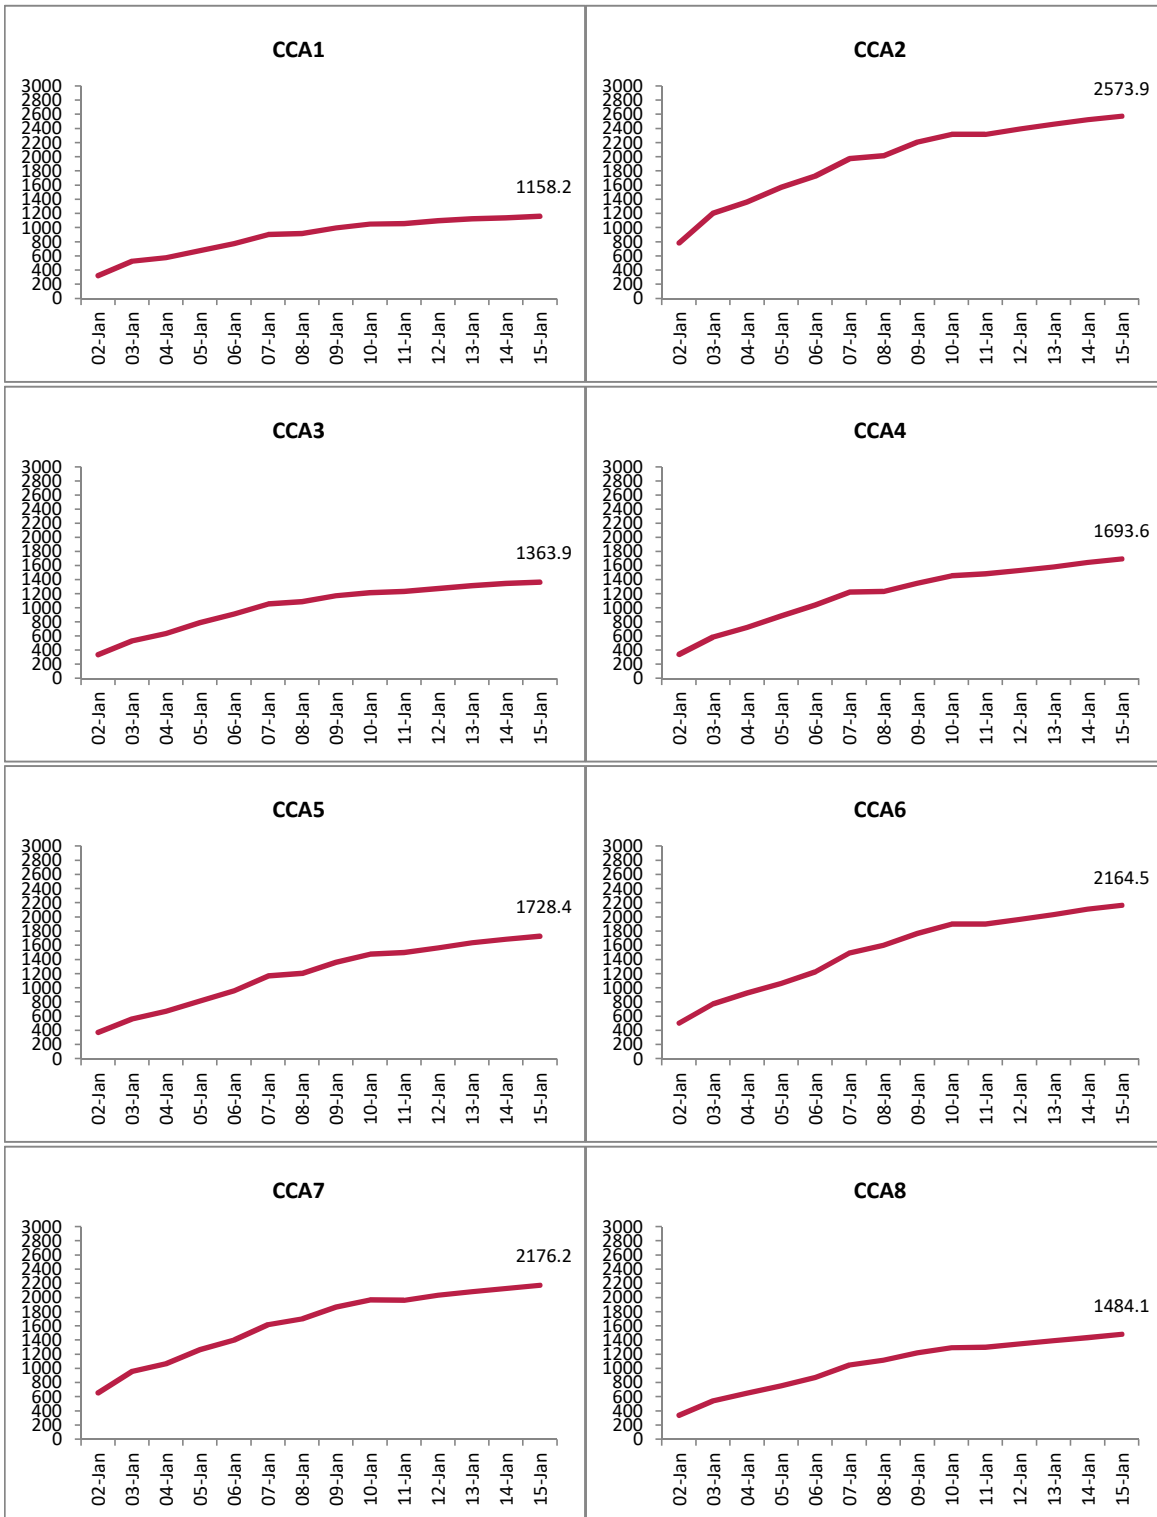 CCA1
3000
2800
2600
2400
2200
2000
1800
1600
1400
1200
1000
800
600
400
200
0
1158.2
02-Jan
03-Jan
04-Jan
05-Jan
06-Jan
07-Jan
08-Jan
09-Jan
10-Jan
11-Jan
12-Jan
13-Jan
14-Jan
15-Jan
CCA2
3000
2800
2600
2400
2200
2000
1800
1600
1400
1200
1000
800
600
400
200
0
2573.9
02-Jan
03-Jan
04-Jan
05-Jan
06-Jan
07-Jan
08-Jan
09-Jan
10-Jan
11-Jan
12-Jan
13-Jan
14-Jan
15-Jan
CCA3
3000
2800
2600
2400
2200
2000
1800
1600
1400
1200
1000
800
600
400
200
0
1363.9
02-Jan
03-Jan
04-Jan
05-Jan
06-Jan
07-Jan
08-Jan
09-Jan
10-Jan
11-Jan
12-Jan
13-Jan
14-Jan
15-Jan
CCA4
3000
2800
2600
2400
2200
2000
1800
1600
1400
1200
1000
800
600
400
200
0
1693.6
02-Jan
03-Jan
04-Jan
05-Jan
06-Jan
07-Jan
08-Jan
09-Jan
10-Jan
11-Jan
12-Jan
13-Jan
14-Jan
15-Jan
CCA5
3000
2800
2600
2400
2200
2000
1800
1600
1400
1200
1000
800
600
400
200
0
1728.4
02-Jan
03-Jan
04-Jan
05-Jan
06-Jan
07-Jan
08-Jan
09-Jan
10-Jan
11-Jan
12-Jan
13-Jan
14-Jan
15-Jan
CCA6
3000
2800
2600
2400
2200
2000
1800
1600
1400
1200
1000
800
600
400
200
0
2164.5
02-Jan
03-Jan
04-Jan
05-Jan
06-Jan
07-Jan
08-Jan
09-Jan
10-Jan
11-Jan
12-Jan
13-Jan
14-Jan
15-Jan
CCA7
3000
2800
2600
2400
2200
2000
1800
1600
1400
1200
1000
800
600
400
200
0
2176.2
02-Jan
03-Jan
04-Jan
05-Jan
06-Jan
07-Jan
08-Jan
09-Jan
10-Jan
11-Jan
12-Jan
13-Jan
14-Jan
15-Jan
CCA8
3000
2800
2600
2400
2200
2000
1800
1600
1400
1200
1000
800
600
400
200
0
1484.1
02-Jan
03-Jan
04-Jan
05-Jan
06-Jan
07-Jan
08-Jan
09-Jan
10-Jan
11-Jan
12-Jan
13-Jan
14-Jan
15-Jan